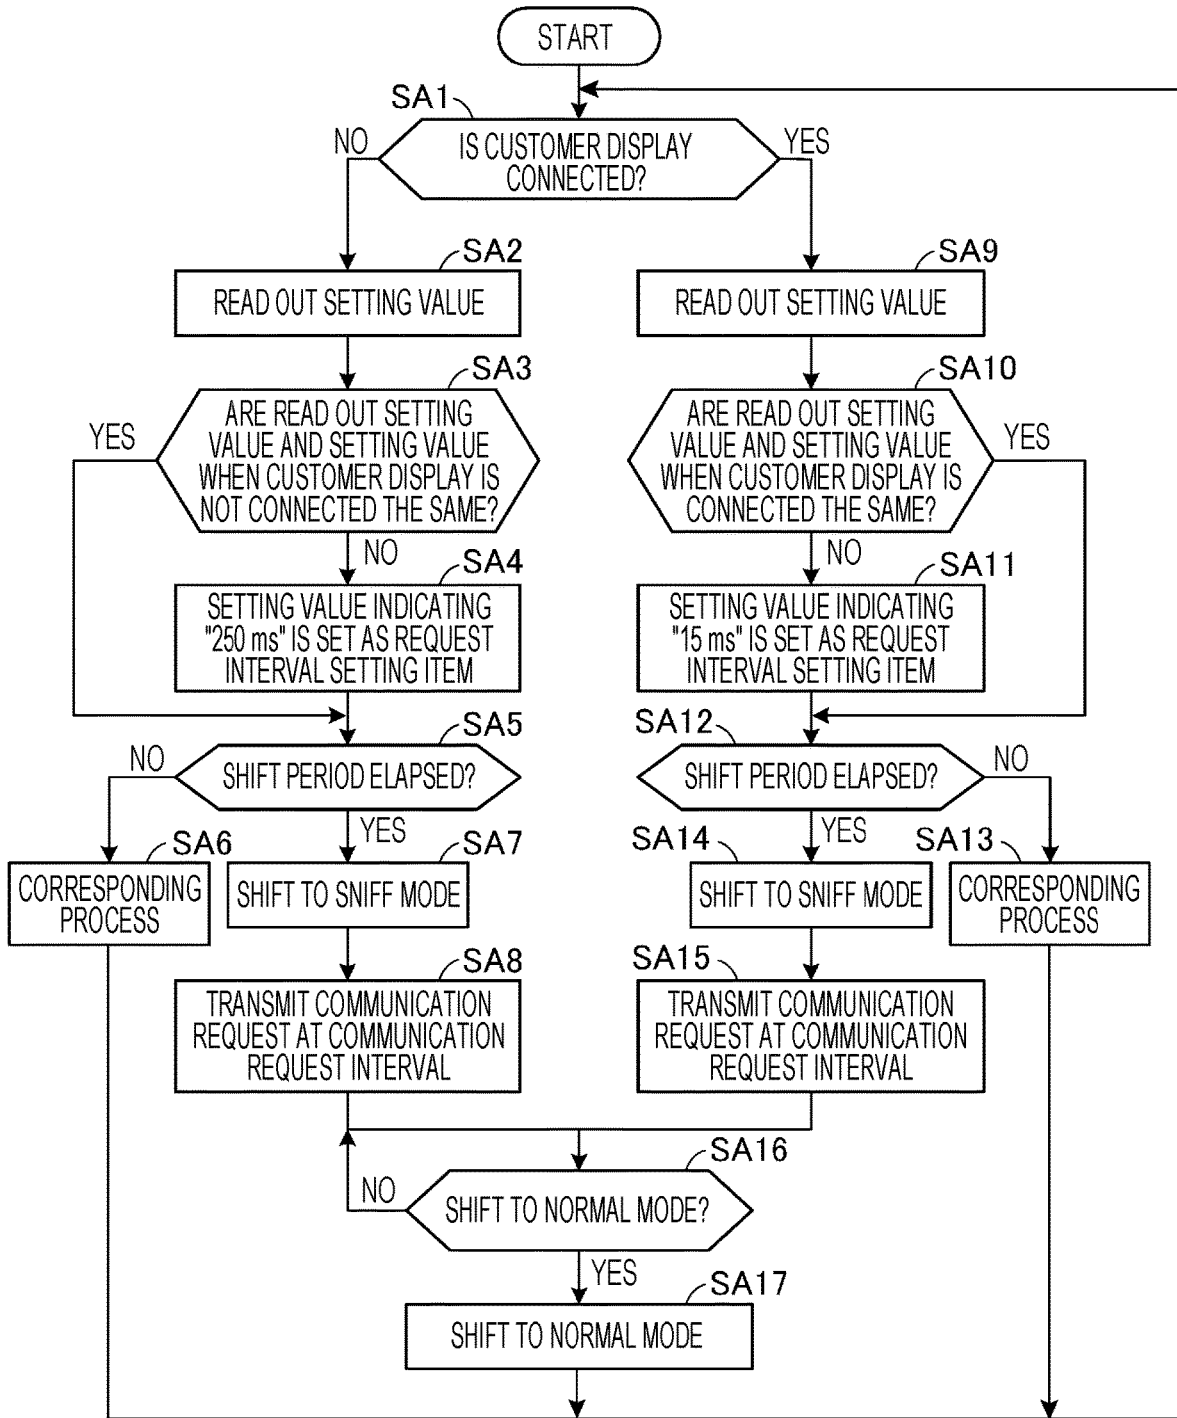 START
SA1
NO
IS CUSTOMER DISPLAY
CONNECTED?
YES
SA2
READ OUT SETTING VALUE
SA9
READ OUT SETTING VALUE
SA3
YES
ARE READ OUT SETTING
VALUE AND SETTING VALUE
WHEN CUSTOMER DISPLAY IS
NOT CONNECTED THE SAME?
NO
SA10
ARE READ OUT SETTING
VALUE AND SETTING VALUE
WHEN CUSTOMER DISPLAY IS
CONNECTED THE SAME?
YES
NO
SA4
SETTING VALUE INDICATING
"250 ms" IS SET AS REQUEST
INTERVAL SETTING ITEM
SA11
SETTING VALUE INDICATING
"15 ms" IS SET AS REQUEST
INTERVAL SETTING ITEM
SA5
NO
SHIFT PERIOD ELAPSED?
YES
SA12
SHIFT PERIOD ELAPSED?
NO
YES
SA6
CORRESPONDING
PROCESS
SA7
SHIFT TO SNIFF MODE
SA14
SHIFT TO SNIFF MODE
SA13
CORRESPONDING
PROCESS
SA8
TRANSMIT COMMUNICATION
REQUEST AT COMMUNICATION
REQUEST INTERVAL
SA15
TRANSMIT COMMUNICATION
REQUEST AT COMMUNICATION
REQUEST INTERVAL
SA16
NO
SHIFT TO NORMAL MODE?
YES
SA17
SHIFT TO NORMAL MODE